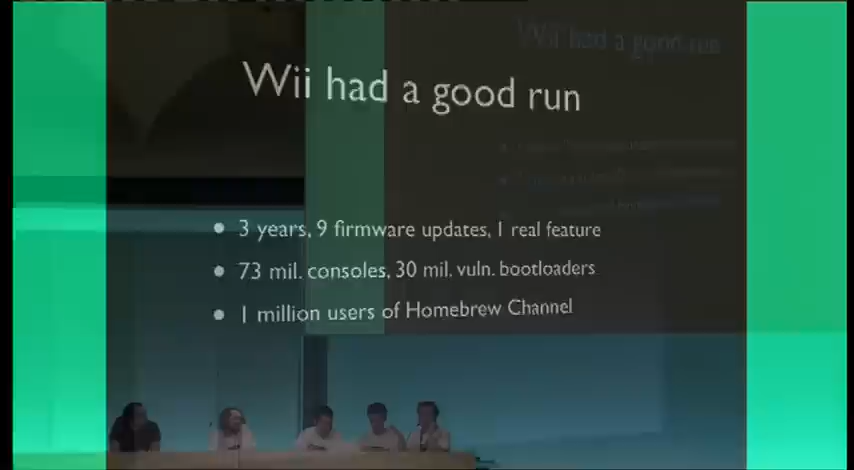 Wii had a good run
Wii had a good run
3 years, 9 firmware updates, 1 real feature
73 mil. consoles, 30 mil. vuln. bootloaders
1 million users of Homebrew Channel